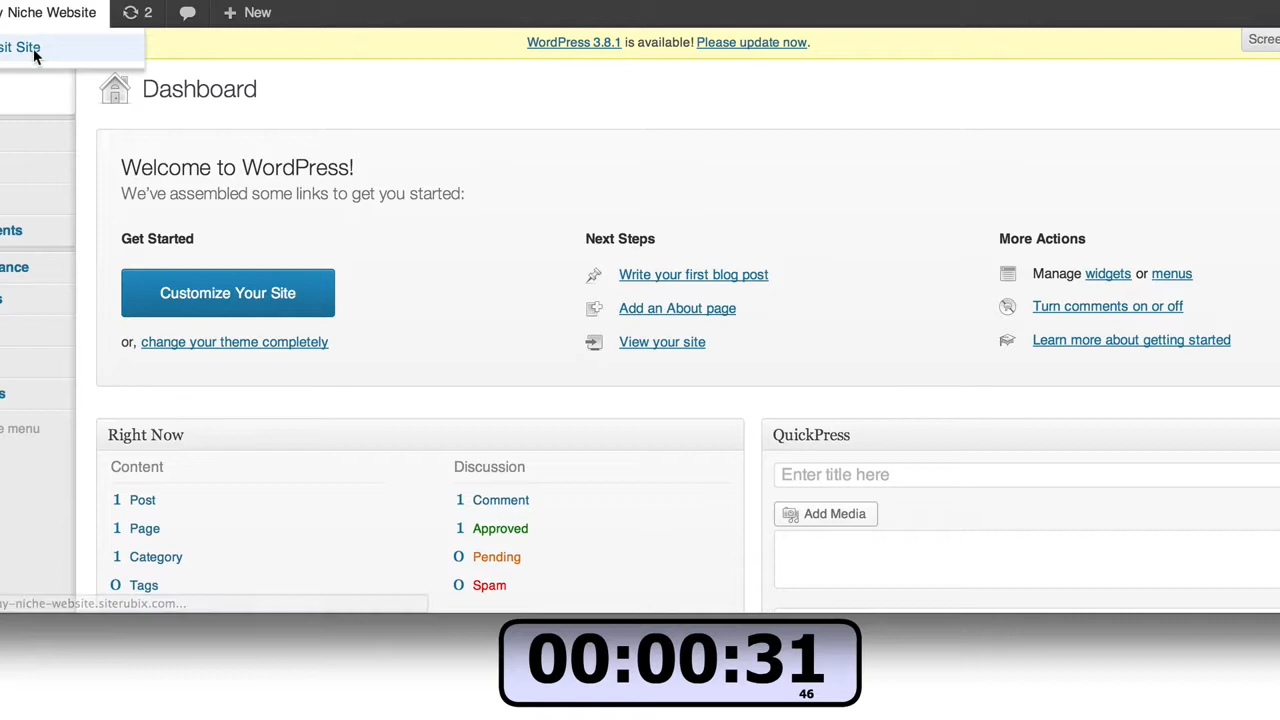 y Niche Website 2 + New
sit Site
WordPress 3.8.1 is available! Please update now.
Scree
Dashboard
Welcome to WordPress!
We've assembled some links to get you started:
Get Started
Next Steps
More Actions
ents
ance
s
s
e menu
Customize Your Site
or, change your theme completely
Write your first blog post
Add an About page
View your site
Manage widgets or menus
Turn comments on or off
Learn more about getting started
Right Now
QuickPress
Content
Discussion
Enter title here
1 Post
1 Comment
Add Media
1 Page
1 Approved
1 Category
0 Pending
0 Tags
0 Spam
ny-niche-website.siterubix.com...
00:00:31
46